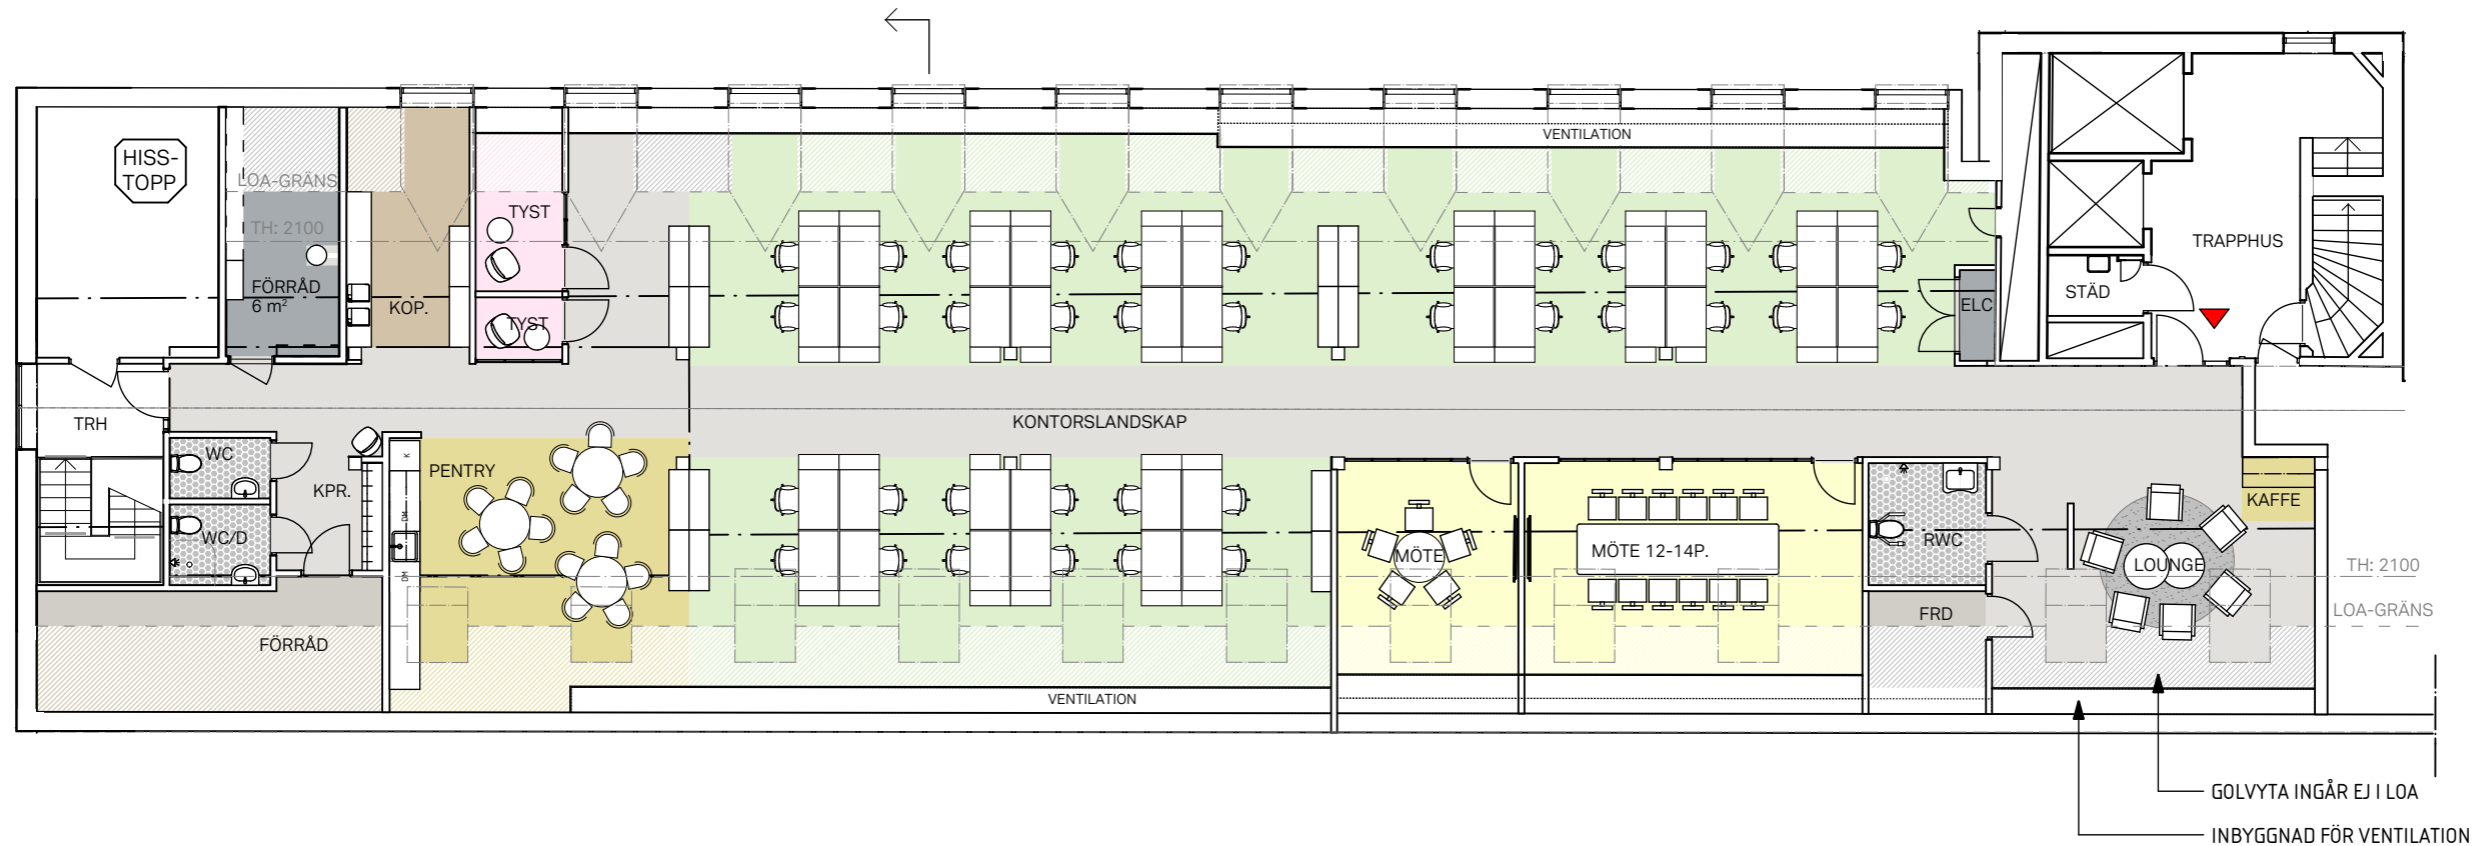 VENTILATION
HISS-
TOPP
LOA-GRÄNS
TH: 2100
FÖRRÅD
6 m²
KOP.
TYST
TYST
ELC
STÄD
TRAPPHUS
TRH
KONTORSLANDSKAP
WC
WC/D
KPR.
K
DM
DM
PENTRY
MÖTE
MÖTE 12-14P.
RWC
KAFFE
LOUNGE
TH: 2100
LOA-GRÄNS
FRD
FÖRRÅD
VENTILATION
GOLVYTA INGÅR EJ I LOA
INBYGGNAD FÖR VENTILATION